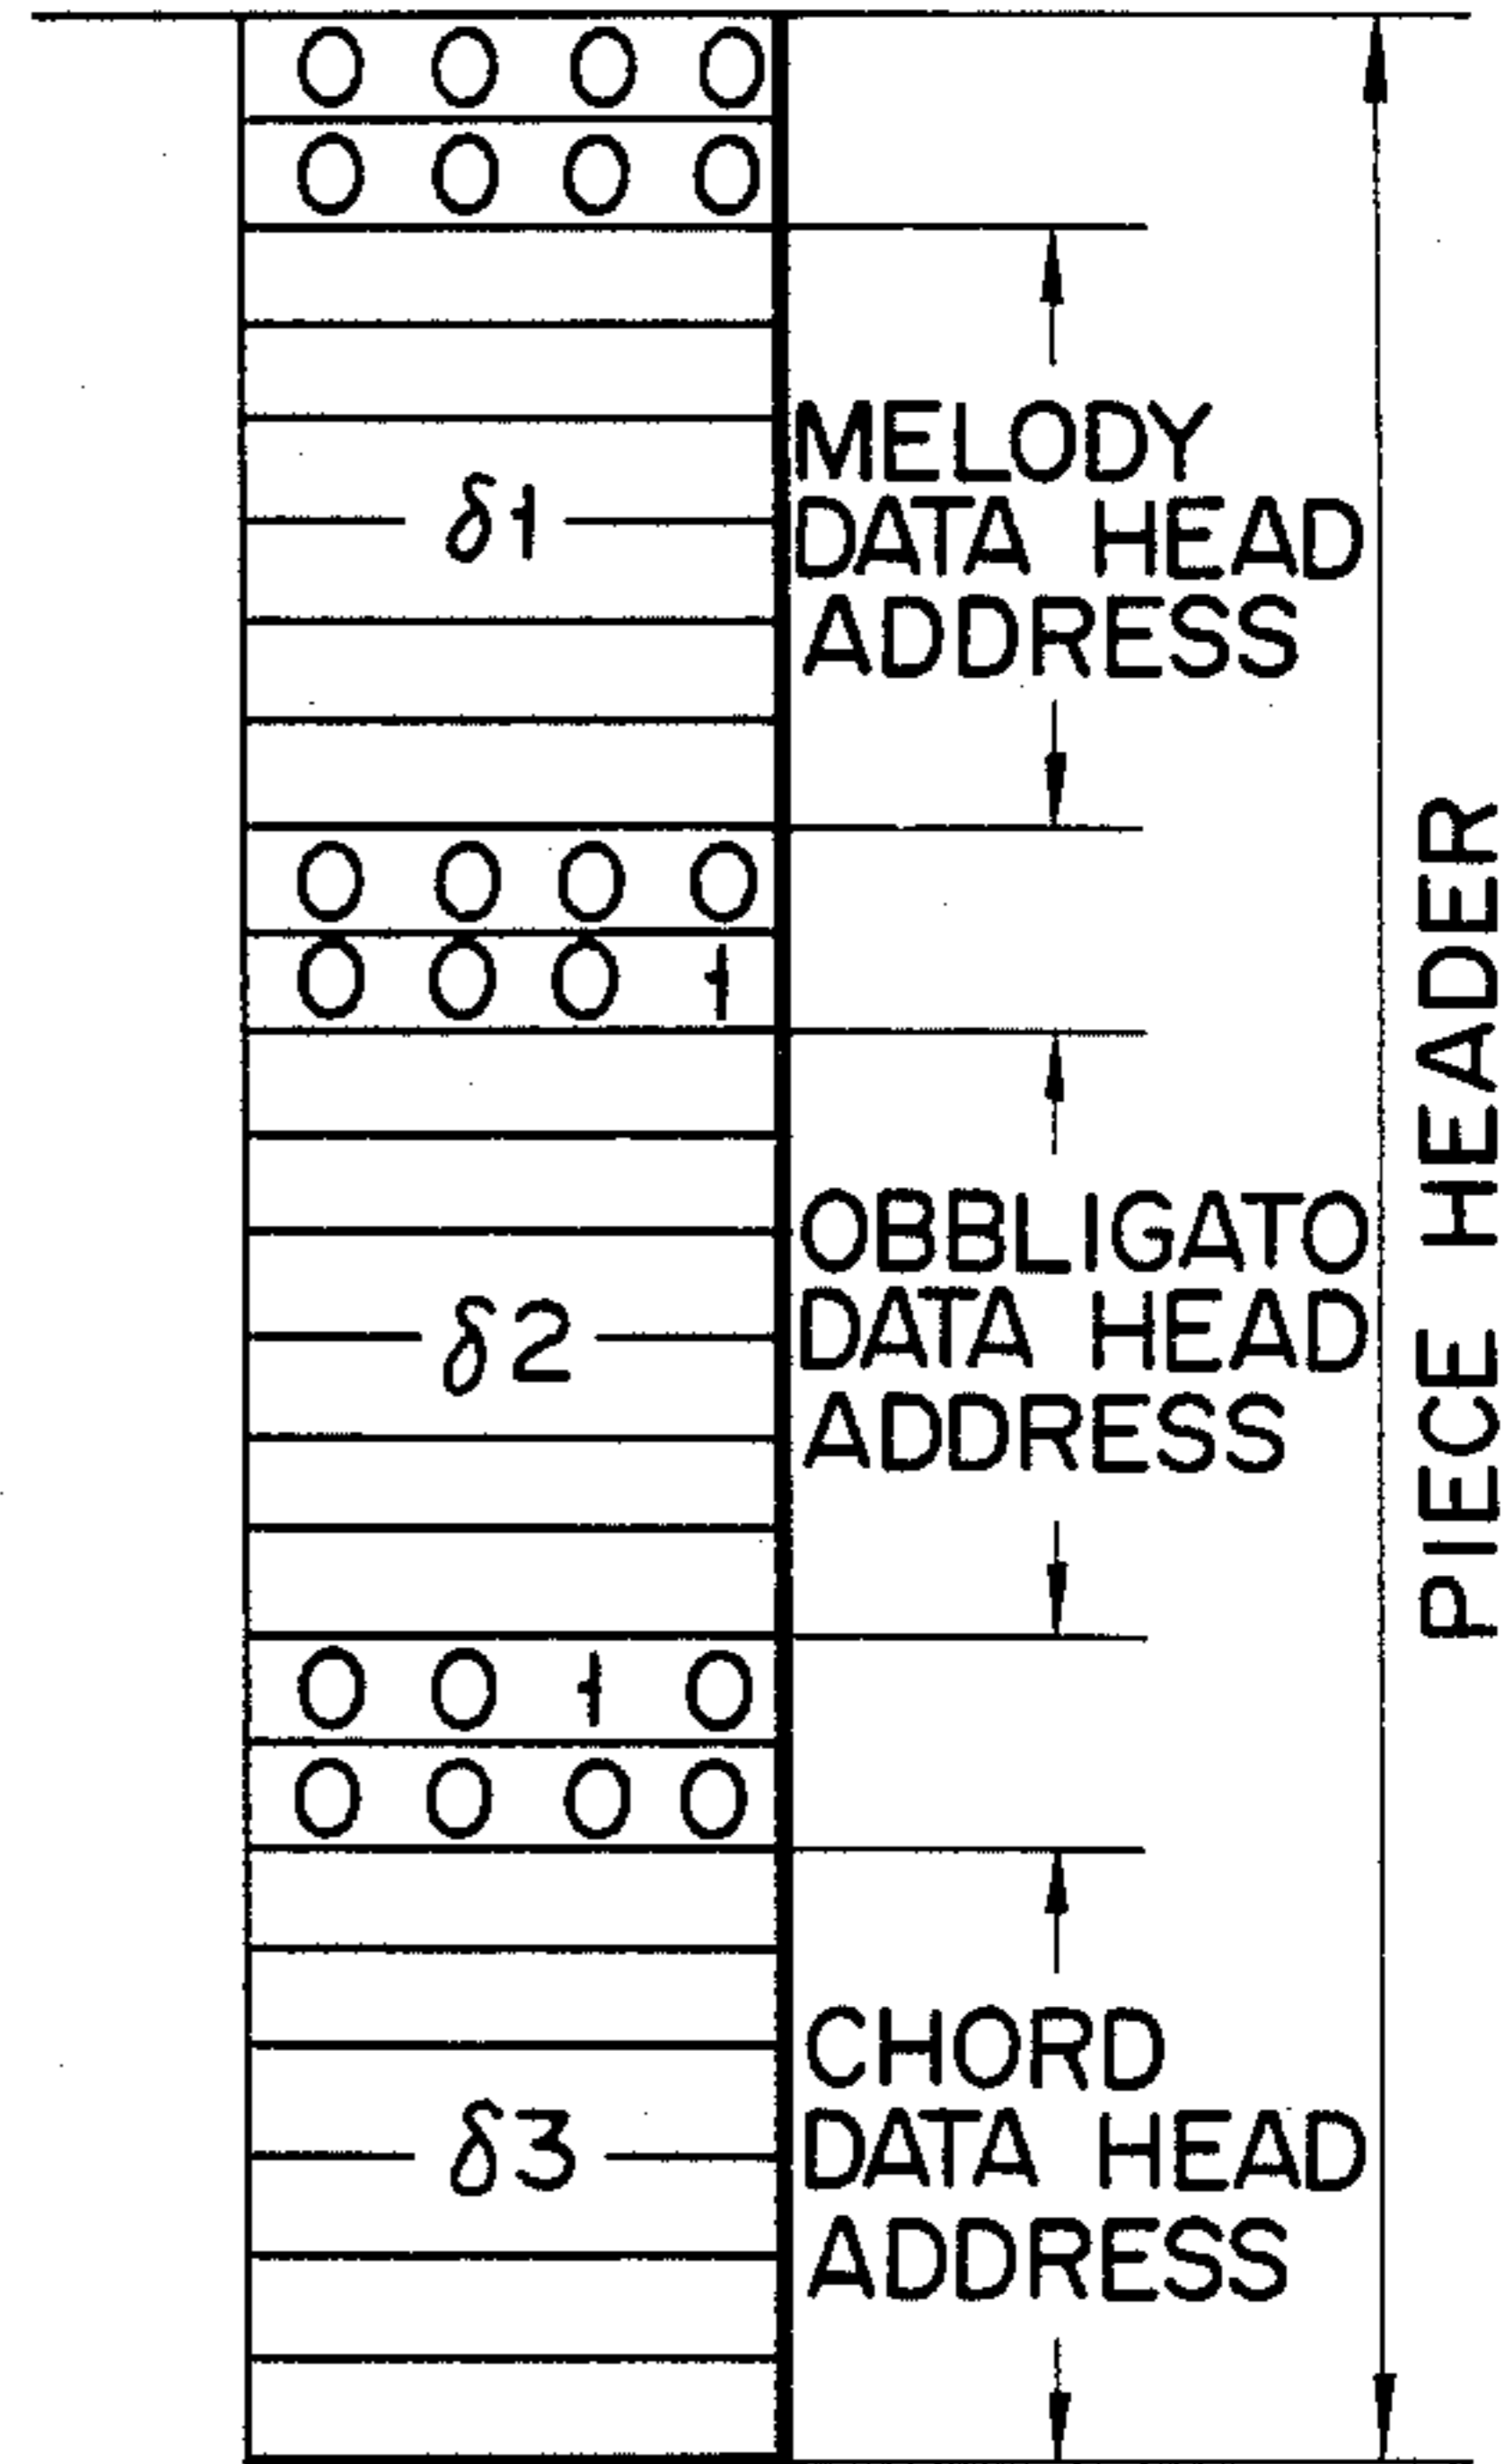 0 0 0 0
0 0 0 0
δ1
MELODY
DATA HEAD
ADDRESS
0 0 0 0
0 0 0 1
δ2
OBBLIGATO
DATA HEAD
ADDRESS
0 0 1 0
0 0 0 0
δ3
CHORD
DATA HEAD
ADDRESS
PIECE HEADER